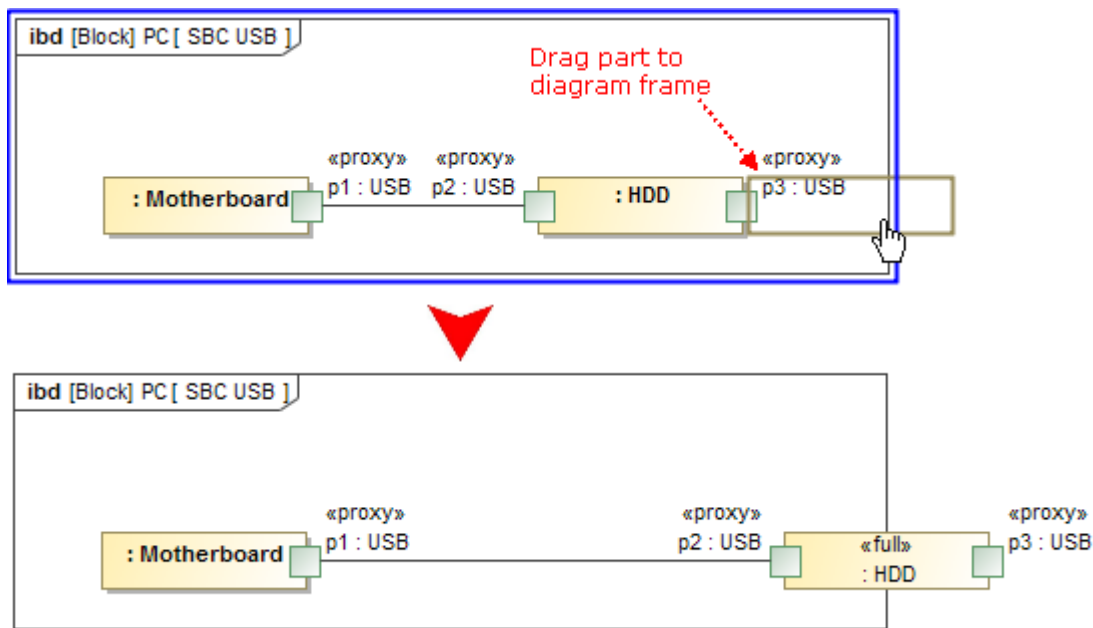 ibd [Block] PC [ SBC USB ]
Drag part to
diagram frame
«proxy» «proxy» «proxy»
: Motherboard p1 : USB p2 : USB : HDD p3 : USB
ibd [Block] PC [ SBC USB ]
«proxy» «proxy» «proxy»
: Motherboard p1 : USB p2 : USB «full» p3 : USB
: HDD